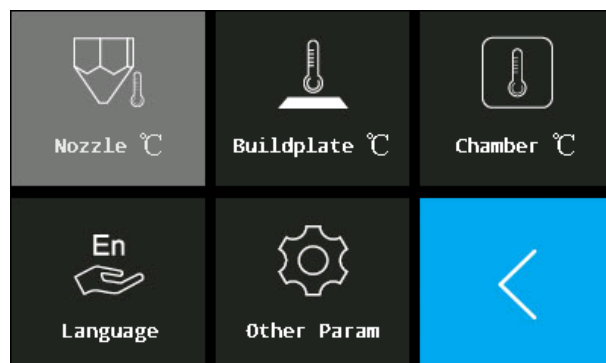 Nozzle ℃
Buildplate ℃
Chamber ℃
En
Language
Other Param